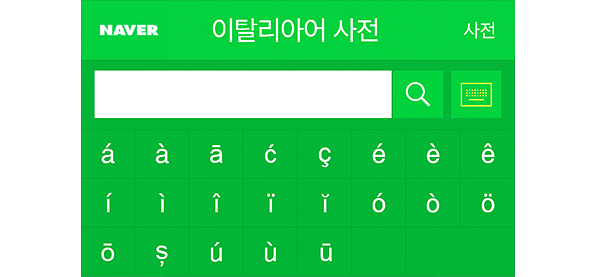 NAVER 이탈리아어 사전 사전
á à ā ć ç é è ê
í ì î ï ĭ ó ò ö
ō ș ú ù ū